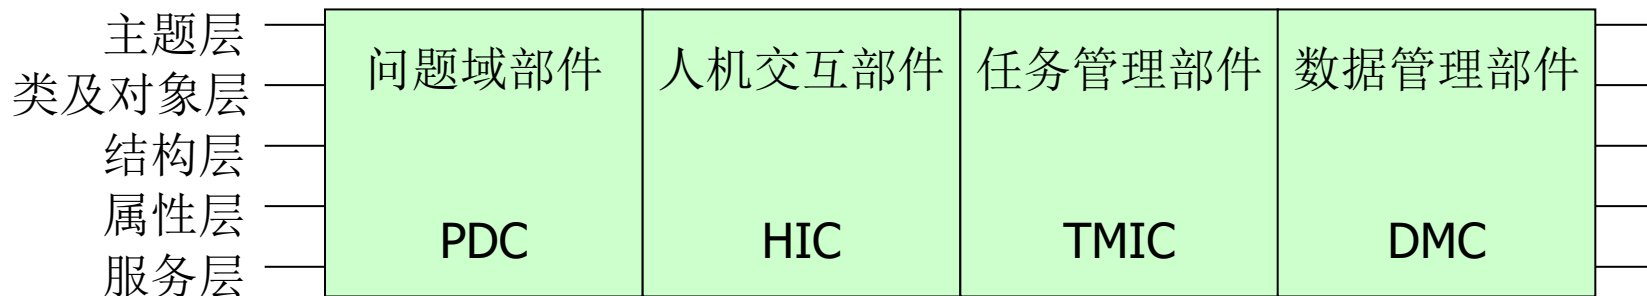 主题层
类及对象层
结构层
属性层
服务层
问题域部件 人机交互部件 任务管理部件 数据管理部件
PDC HIC TMIC DMC